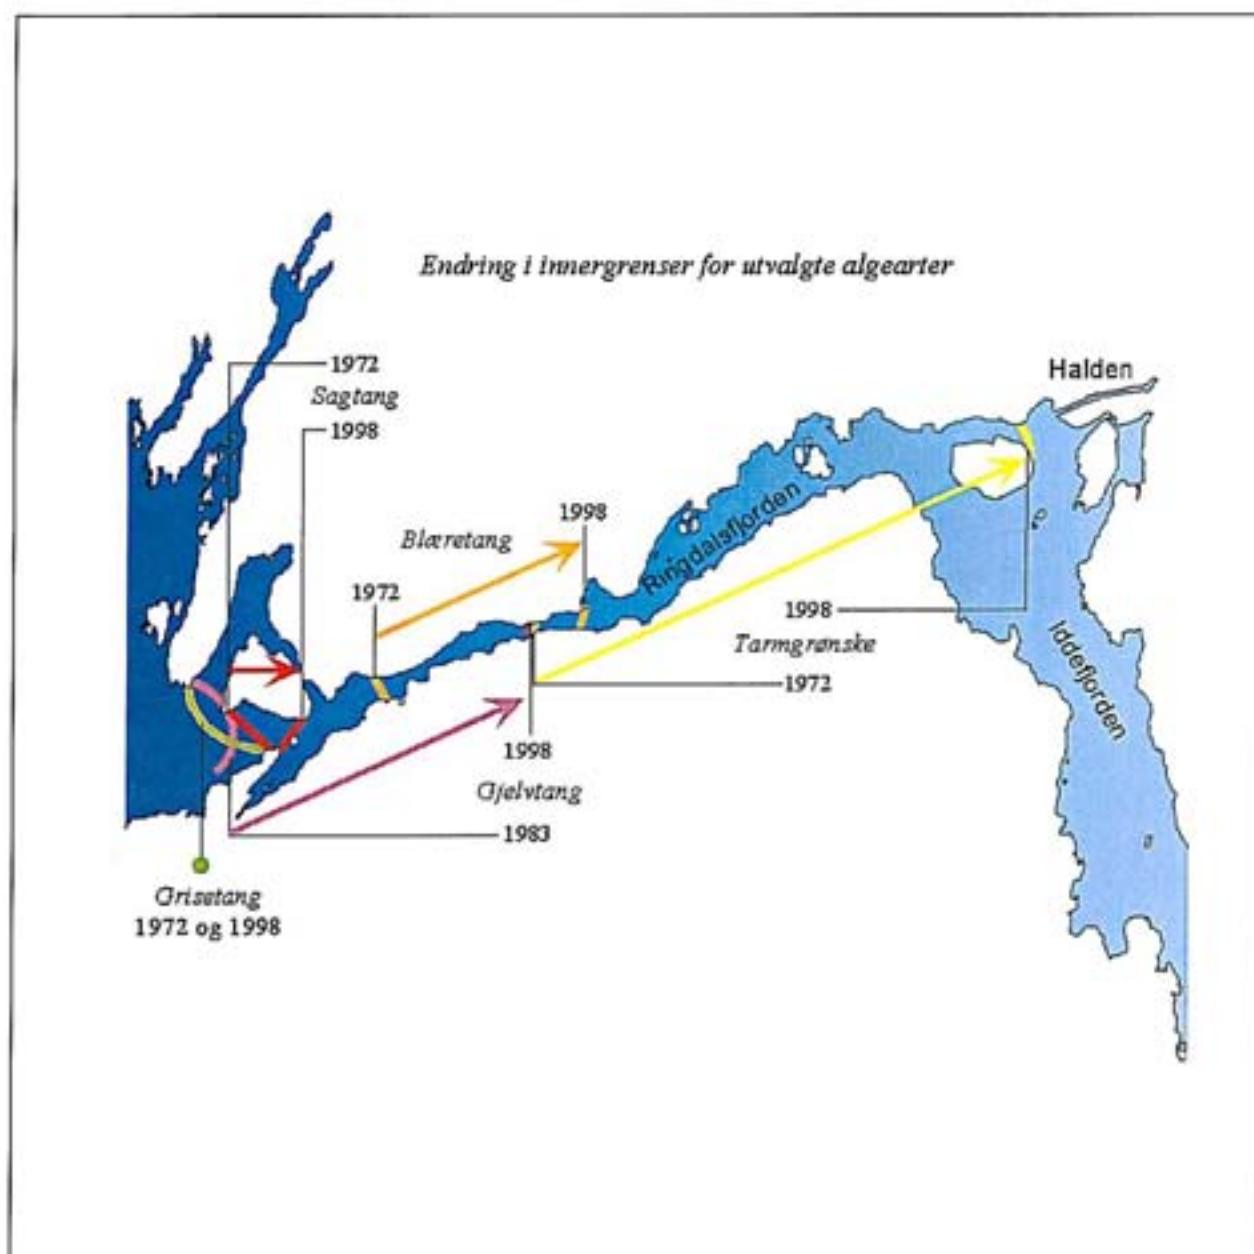 Endring i innergrenser for utvalgte algearter
1972
Sagtang
1998
Halden
Blæretang
1998
1972
Ringdalsfjorden
1998
Tarmgrønske
1972
Iddefjorden
1998
Gjelvtang
1983
Grisetang
1972 og 1998